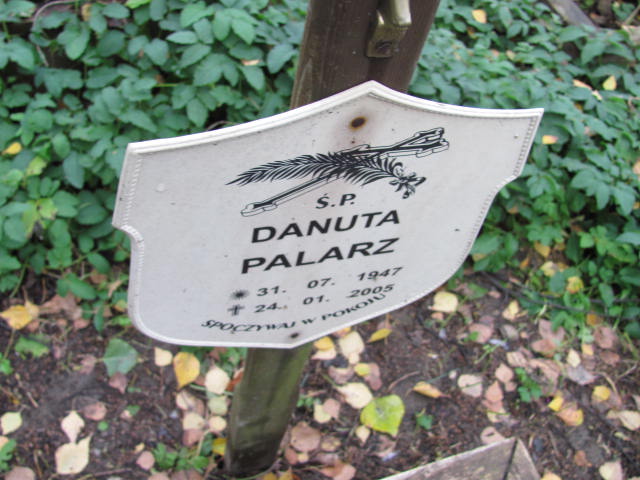 Ś.P.
DANUTA
PALARZ
31. 07. 1947
24. 01. 2005
SPOCZYWAJ W POKOJU